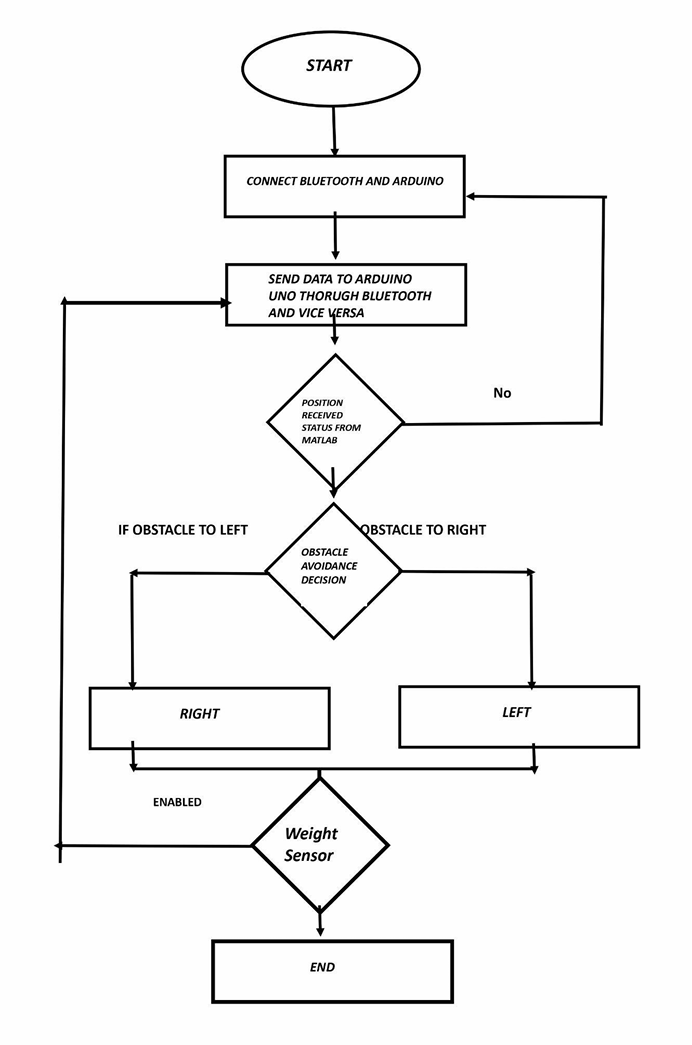 START
CONNECT BLUETOOTH AND ARDUINO
SEND DATA TO ARDUINO
UNO THORUGH BLUETOOTH
AND VICE VERSA
No
POSITION
RECEIVED
STATUS FROM
MATLAB
IF OBSTACLE TO LEFT
OBSTACLE TO RIGHT
OBSTACLE
AVOIDANCE
DECISION
RIGHT
LEFT
ENABLED
Weight
Sensor
END